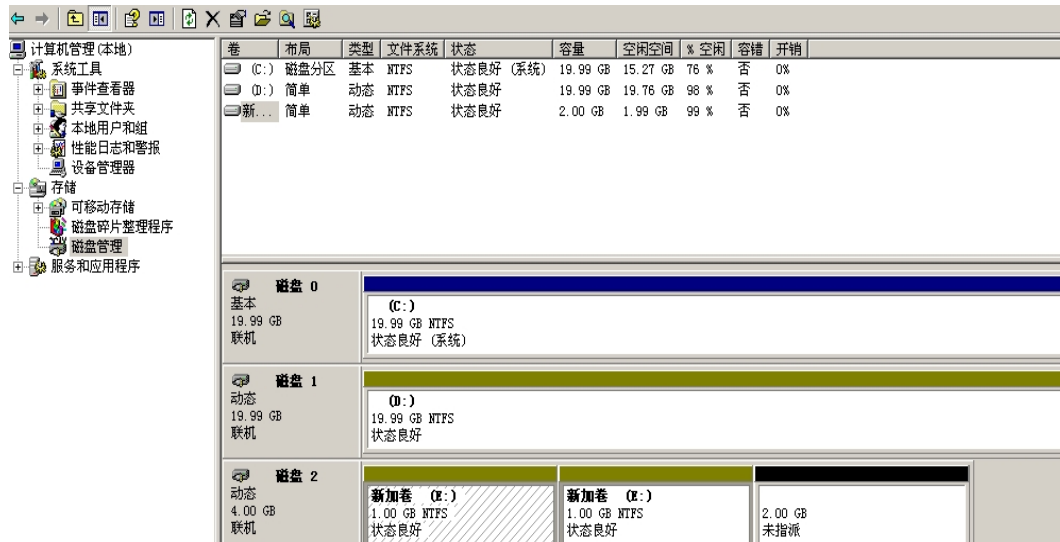 计算机管理(本地)
系统工具
事件查看器
共享文件夹
本地用户和组
性能日志和警报
设备管理器
存储
可移动存储
磁盘碎片整理程序
磁盘管理
服务和应用程序
卷 布局 类型 文件系统 状态 容量 空闲空间 % 空闲 容错 开销
(C:) 磁盘分区 基本 NTFS 状态良好 (系统) 19.99 GB 15.27 GB 76 % 否 0%
(D:) 简单 动态 NTFS 状态良好 19.99 GB 19.76 GB 98 % 否 0%
新... 简单 动态 NTFS 状态良好 2.00 GB 1.99 GB 99 % 否 0%
磁盘 0
基本
19.99 GB
联机
(C:)
19.99 GB NTFS
状态良好 (系统)
磁盘 1
动态
19.99 GB
联机
(D:)
19.99 GB NTFS
状态良好
磁盘 2
动态
4.00 GB
联机
新加卷 (E:)
1.00 GB NTFS
状态良好
新加卷 (E:)
1.00 GB NTFS
状态良好
2.00 GB
未指派